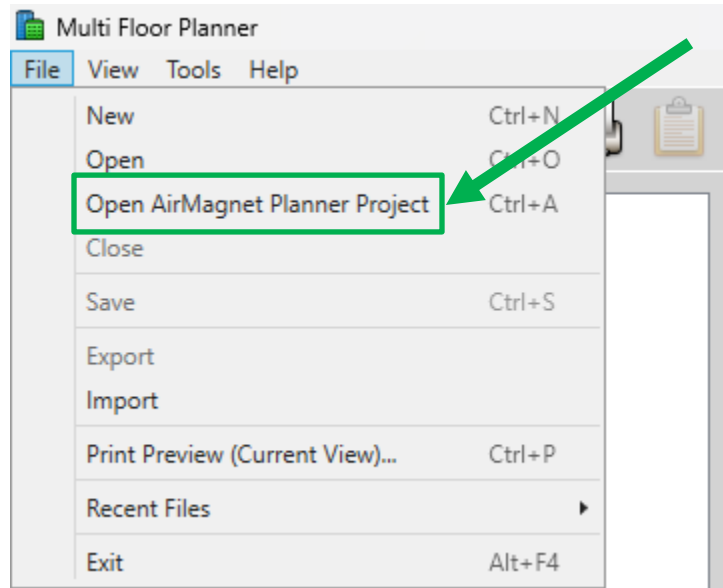 Multi Floor Planner
File View Tools Help
New Ctrl+N
Open Ctrl+O
Open AirMagnet Planner Project Ctrl+A
Close
Save Ctrl+S
Export
Import
Print Preview (Current View)... Ctrl+P
Recent Files
Exit Alt+F4